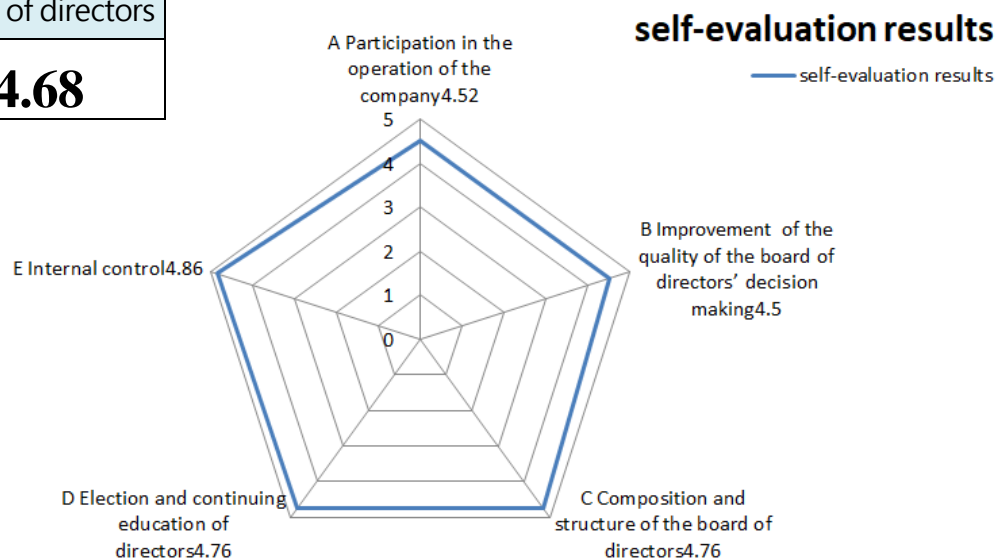 of directors
4.68
self-evaluation results
self-evaluation results
A Participation in the
operation of the
company4.52
5
4
3
2
1
0
B Improvement  of the
quality of the board of
directors’ decision
making4.5
E Internal control4.86
D Election and continuing
education of
directors4.76
C Composition and
structure of the board of
directors4.76